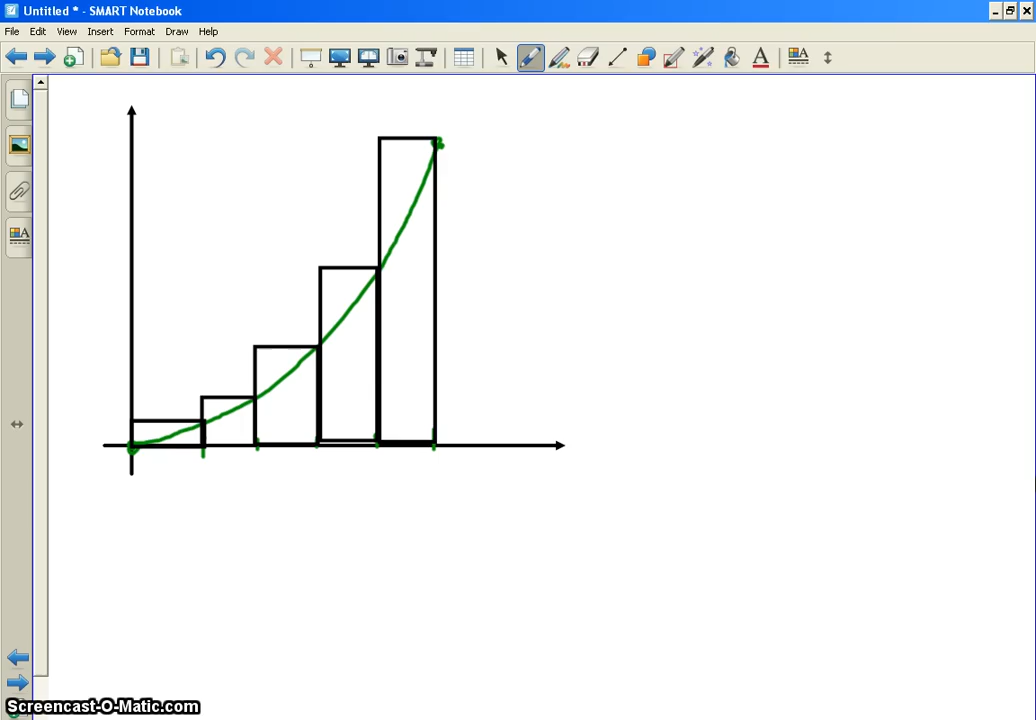 Untitled * - SMART Notebook
File Edit View Insert Format Draw Help
Screencast-O-Matic.com